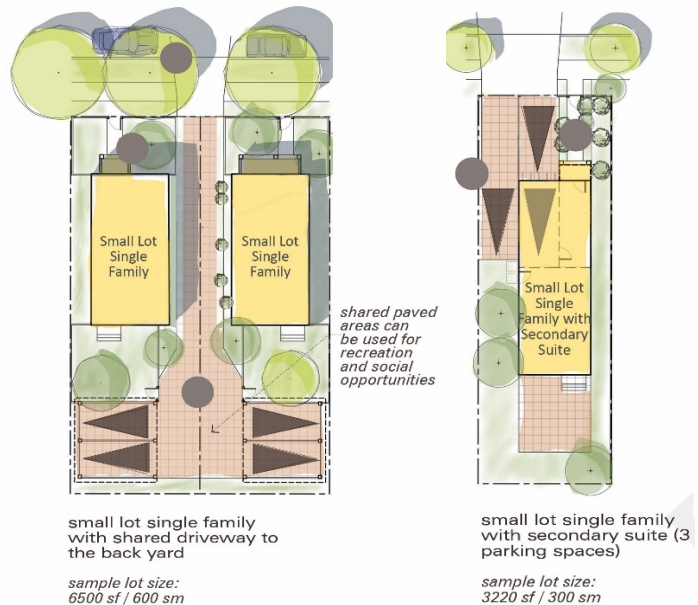 Small Lot
Single
Family
Small Lot
Single
Family
shared paved
areas can
be used for
recreation
and social
opportunities
small lot single family
with shared driveway to
the back yard
sample lot size:
6500 sf / 600 sm
Small Lot
Single
Family with
Secondary
Suite
small lot single family
with secondary suite (3
parking spaces)
sample lot size:
3220 sf / 300 sm